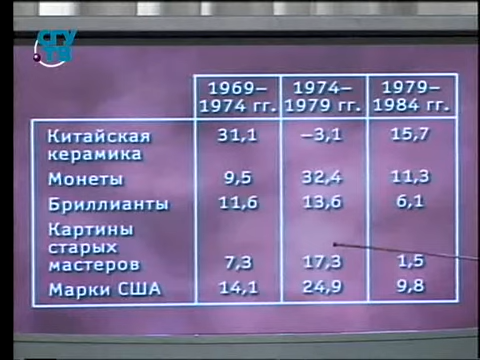 СГУ
ТВ
1969– 1974– 1979–
1974 гг. 1979 гг. 1984 гг.
Китайская 31,1 –3,1 15,7
керамика
Монеты 9,5 32,4 11,3
Бриллианты 11,6 13,6 6,1
Картины
старых
мастеров 7,3 17,3 1,5
Марки США 14,1 24,9 9,8